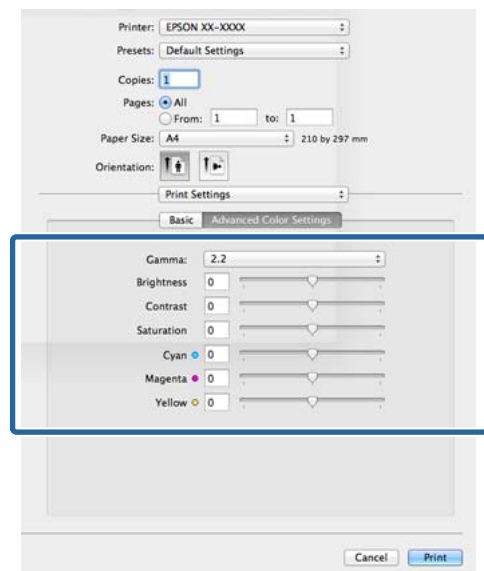 Printer: EPSON XX-XXXX
Presets: Default Settings
Copies: 1
Pages: All
From: 1 to: 1
Paper Size: A4 210 by 297 mm
Orientation:
Print Settings
Basic Advanced Color Settings
Gamma: 2.2
Brightness 0
Contrast 0
Saturation 0
Cyan 0
Magenta 0
Yellow 0
Cancel Print